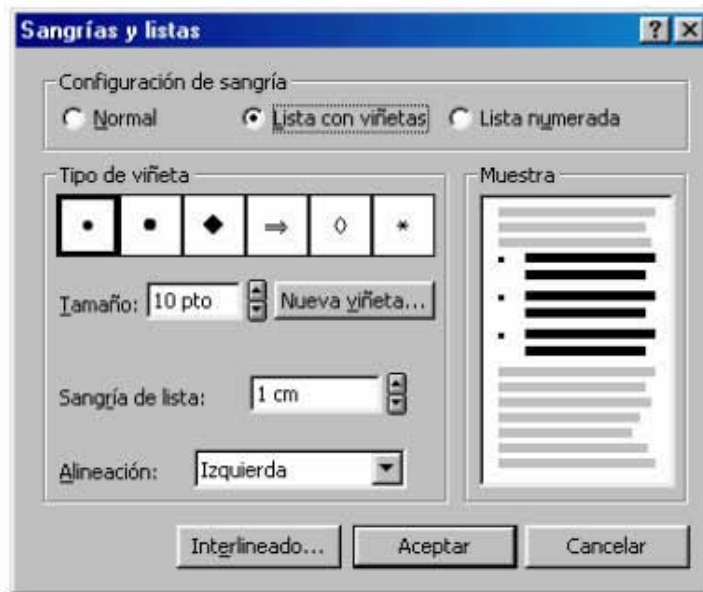 Sangrías y listas
Configuración de sangría
Normal
Lista con viñetas
Lista numerada
Tipo de viñeta
Tamaño:
10 pto
Nueva viñeta...
Sangría de lista:
1 cm
Alineación:
Izquierda
Muestra
Interlineado...
Aceptar
Cancelar